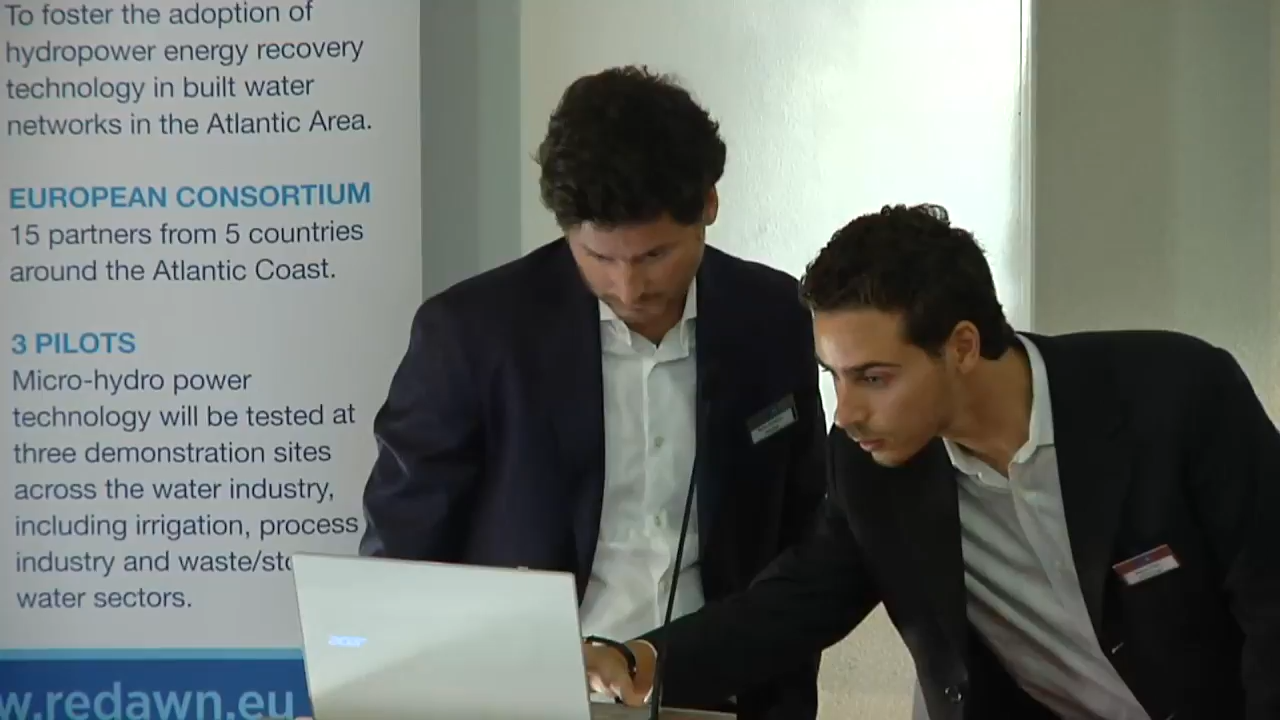 To foster the adoption of
hydropower energy recovery
technology in built water
networks in the Atlantic Area.
EUROPEAN CONSORTIUM
15 partners from 5 countries
around the Atlantic Coast.
3 PILOTS
Micro-hydro power
technology will be tested at
three demonstration sites
across the water industry,
including irrigation, process
industry and waste/sto
water sectors.
w.redawn.eu
acer